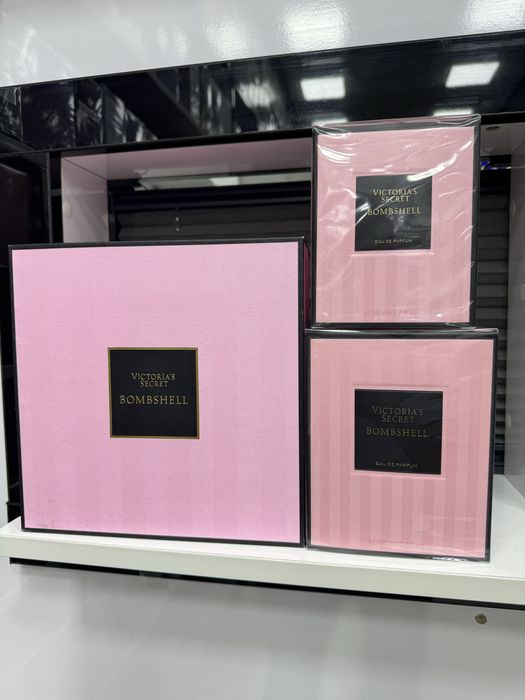 VICTORIA'S
SECRET
BOMBSHELL
VICTORIA'S
SECRET
BOMBSHELL
EAU DE PARFUM
VICTORIA'S
SECRET
BOMBSHELL
EAU DE PARFUM